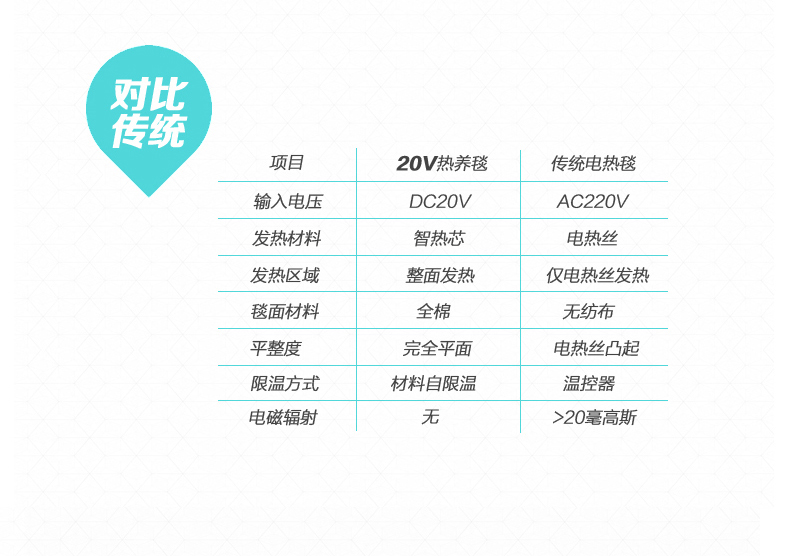 对比
传统
项目 20V热养毯 传统电热毯
输入电压 DC20V AC220V
发热材料 智热芯 电热丝
发热区域 整面发热 仅电热丝发热
毯面材料 全棉 无纺布
平整度 完全平面 电热丝凸起
限温方式 材料自限温 温控器
电磁辐射 无 >20毫高斯